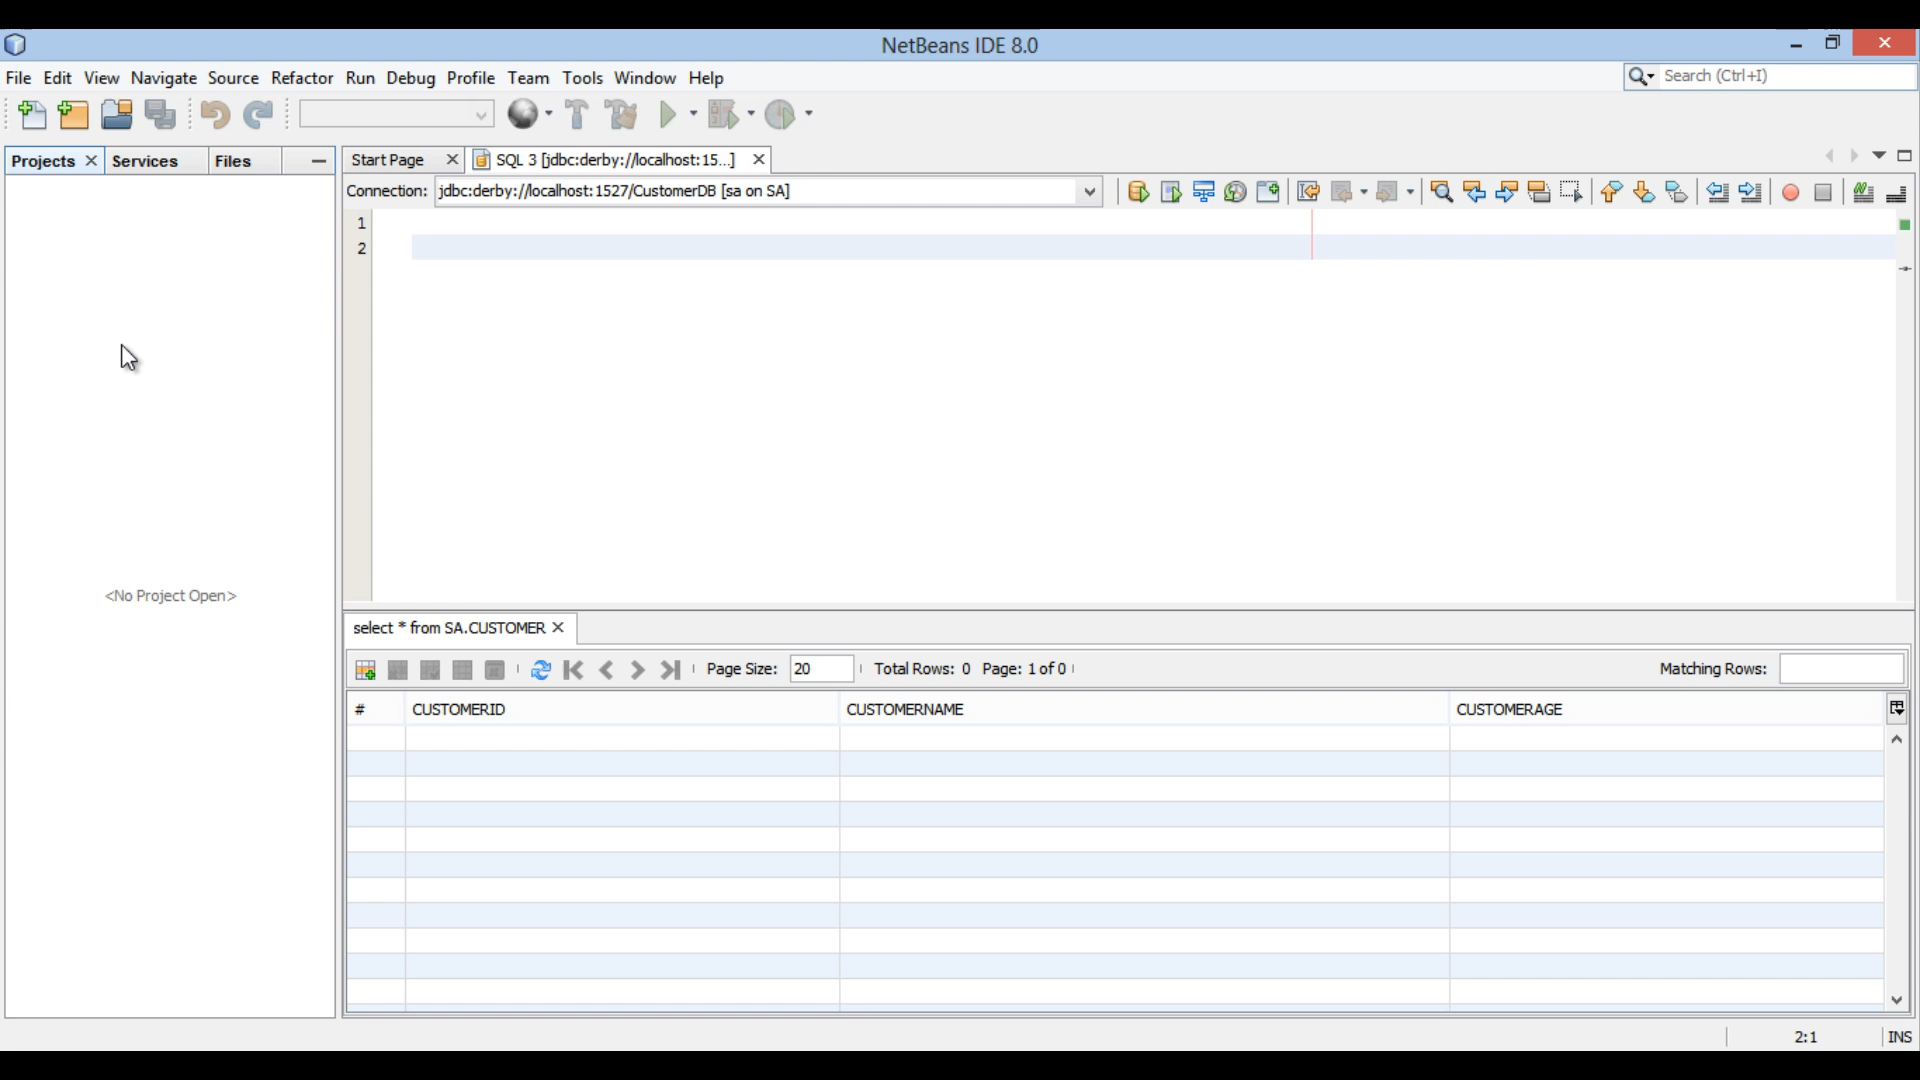 NetBeans IDE 8.0
File Edit View Navigate Source Refactor Run Debug Profile Team Tools Window Help
Search (Ctrl+I)
Projects Services Files
Start Page SQL 3 [jdbc:derby://localhost:15...]
Connection: jdbc:derby://localhost:1527/CustomerDB [sa on SA]
1
2
<No Project Open>
select * from SA.CUSTOMER
Page Size: 20 Total Rows: 0 Page: 1 of 0 Matching Rows:
# CUSTOMERID CUSTOMERNAME CUSTOMERAGE
2:1 INS